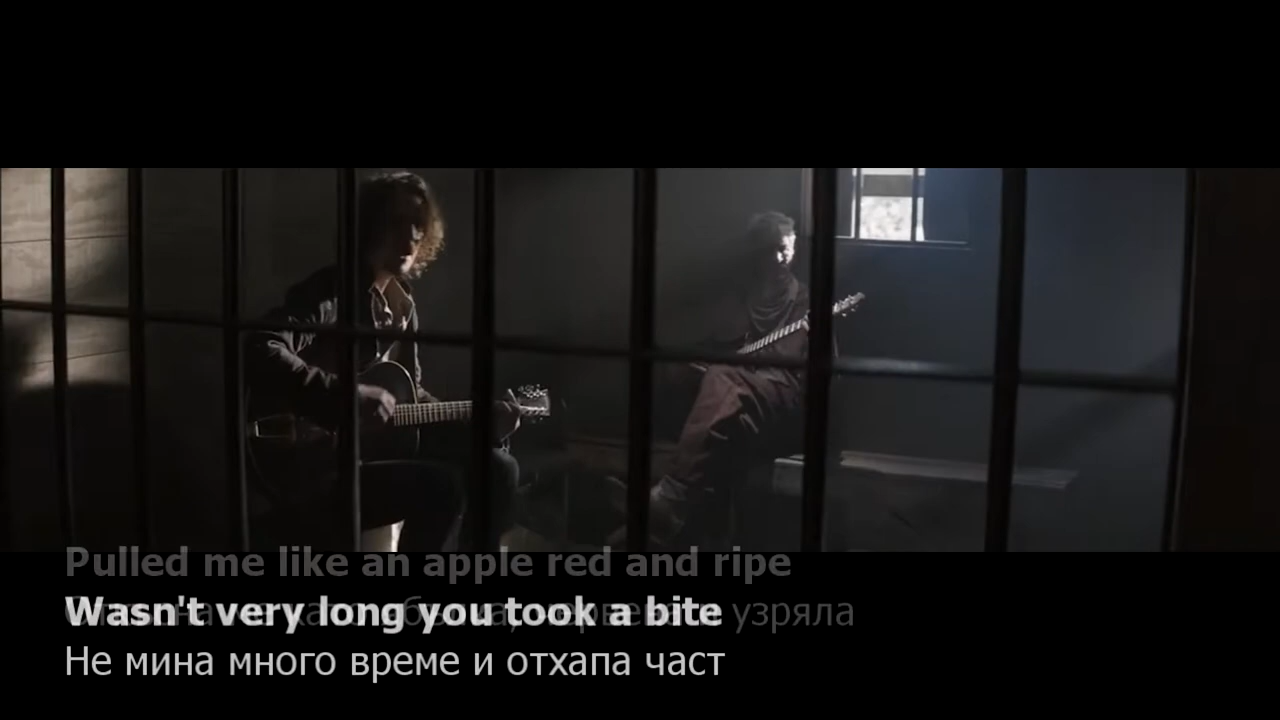 Pulled me like an apple red and ripe
Wasn't very long you took a bite
узряла
Не мина много време и отхапа част